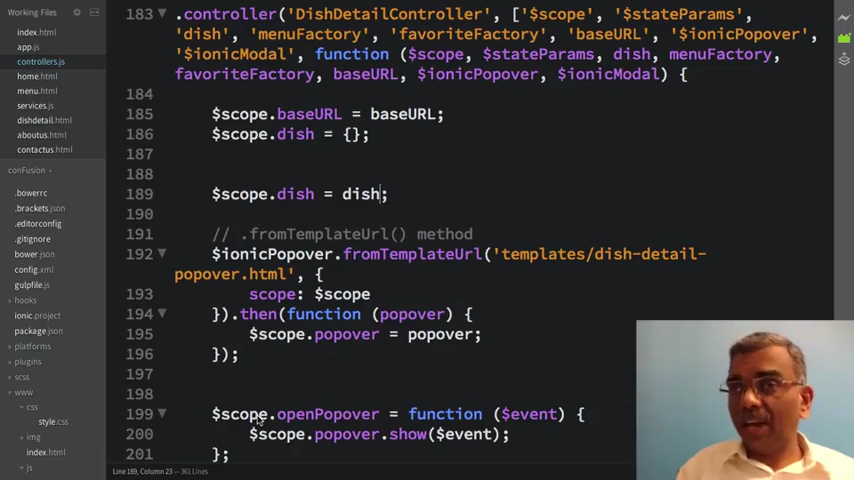 Working Files
index.html
app.js
controllers.js
home.html
menu.html
services.js
dishdetail.html
aboutus.html
contactus.html
conFusion
.bowerrc
.brackets.json
.editorconfig
.gitignore
bower.json
config.xml
gulpfile.js
hooks
ionic.project
package.json
platforms
plugins
scss
www
css
style.css
img
index.html
js
183 .controller('DishDetailController', ['$scope', '$stateParams',
'dish', 'menuFactory', 'favoriteFactory', 'baseURL', '$ionicPopover',
'$ionicModal', function ($scope, $stateParams, dish, menuFactory,
favoriteFactory, baseURL, $ionicPopover, $ionicModal) {
184
185 $scope.baseURL = baseURL;
186 $scope.dish = {};
187
188
189 $scope.dish = dish;
190
191 // .fromTemplateUrl() method
192 $ionicPopover.fromTemplateUrl('templates/dish-detail-
popover.html', {
193 scope: $scope
194 }).then(function (popover) {
195 $scope.popover = popover;
196 });
197
198
199 $scope.openPopover = function ($event) {
200 $scope.popover.show($event);
201 };
Line 189, Column 23 — 361 Lines